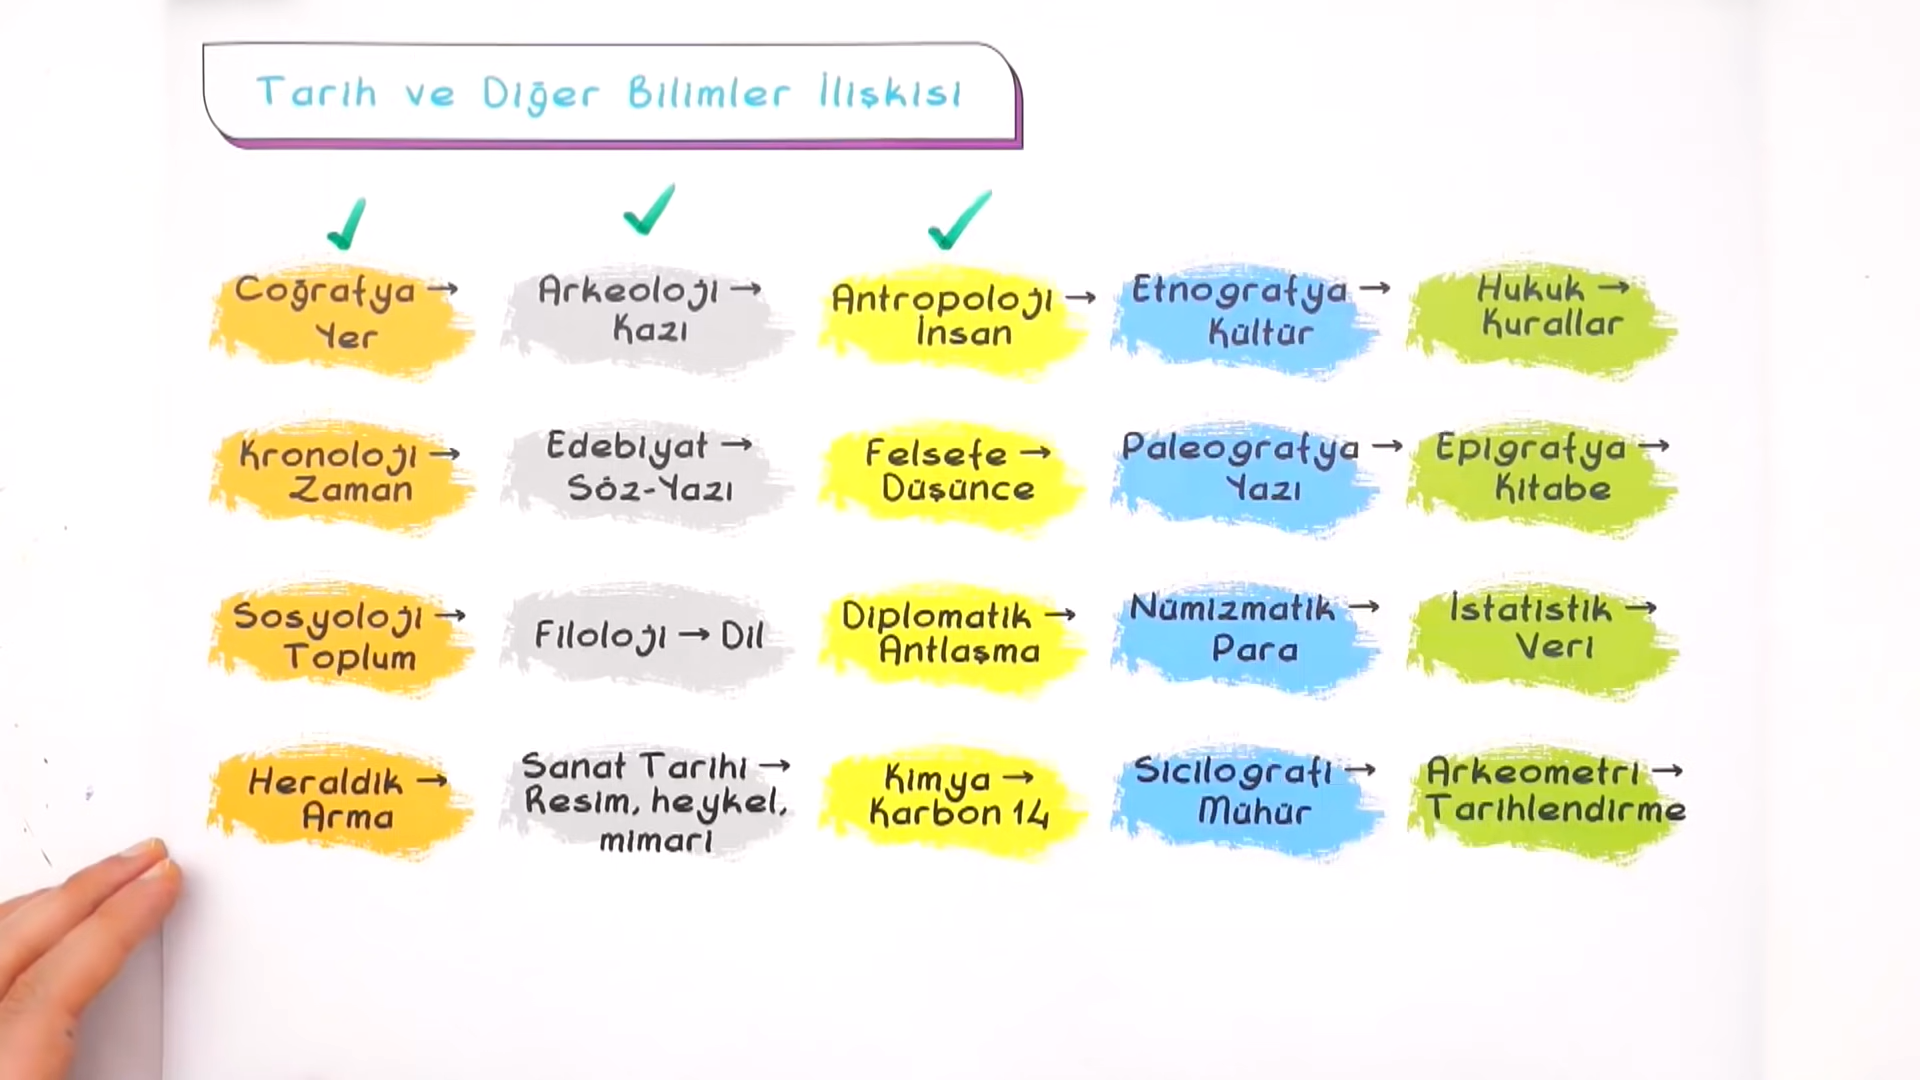 Tarih ve Diğer Bilimler İlişkisi
Coğrafya →
Yer
Arkeoloji →
Kazı
Antropoloji →
İnsan
Etnografya →
Kültür
Hukuk →
Kurallar
Kronoloji →
Zaman
Edebiyat →
Söz-Yazı
Felsefe →
Düşünce
Paleografya →
Yazı
Epigrafya →
Kitabe
Sosyoloji →
Toplum
Filoloji → Dil
Diplomatik →
Antlaşma
Nümizmatik →
Para
İstatistik →
Veri
Heraldik →
Arma
Sanat Tarihi →
Resim, heykel,
mimari
Kimya →
Karbon 14
Sicilografi →
Mühür
Arkeometri →
Tarihlendirme